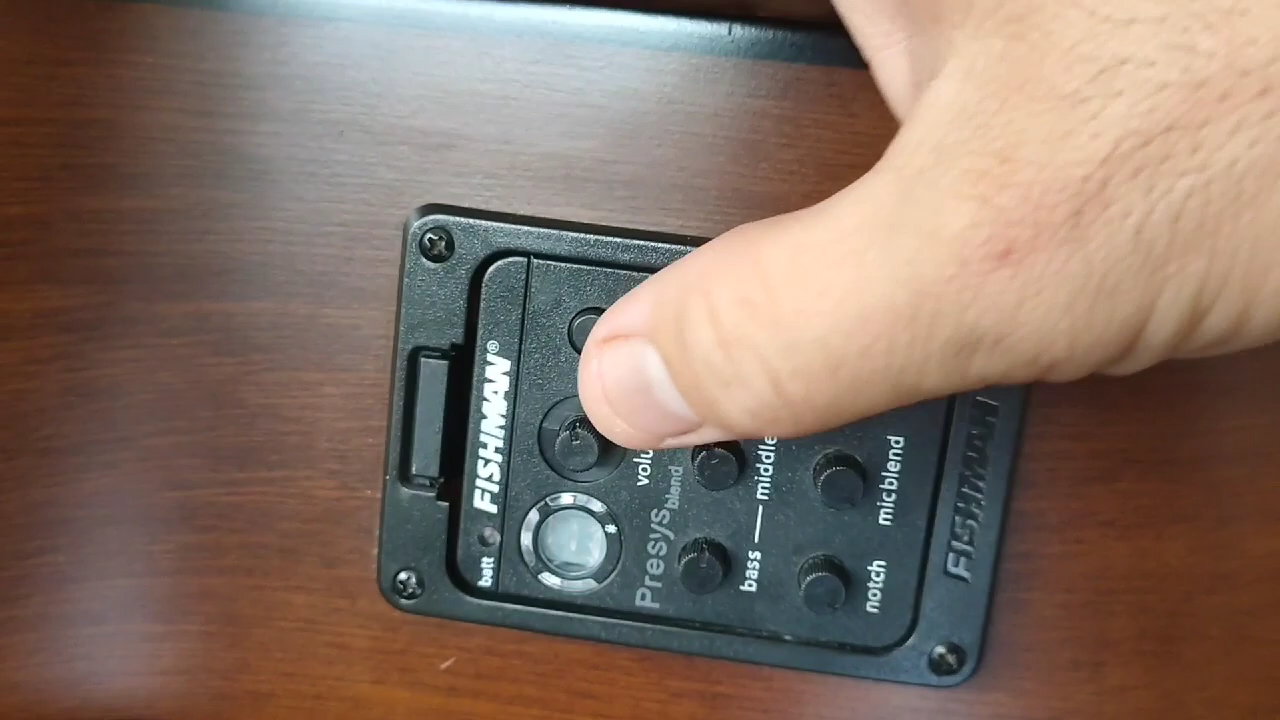 FISHMAN®
batt
*
Presys blend
bass
middle
notch
micblend
FISHMAN